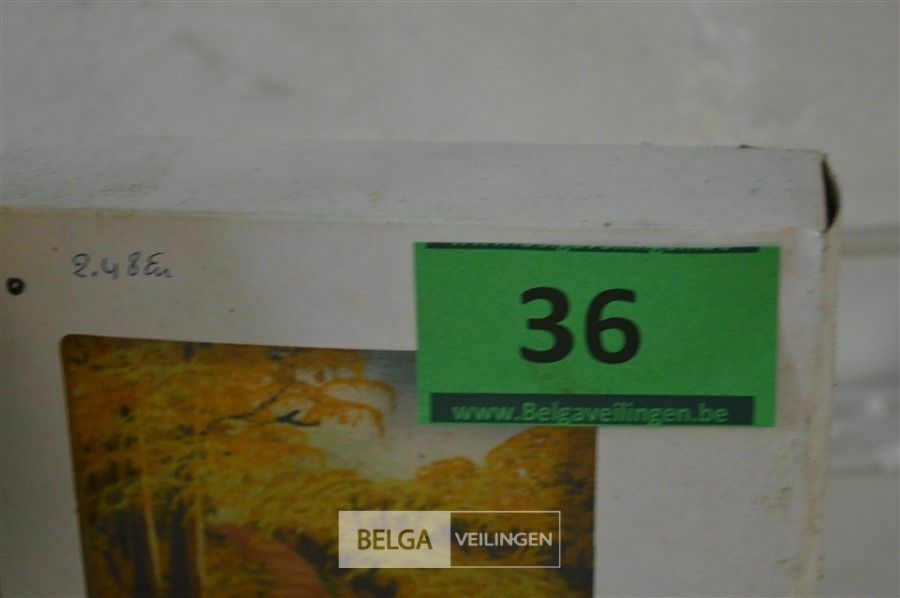 2.48Eu
36
www.Belgaveilingen.be
BELGA VEILINGEN